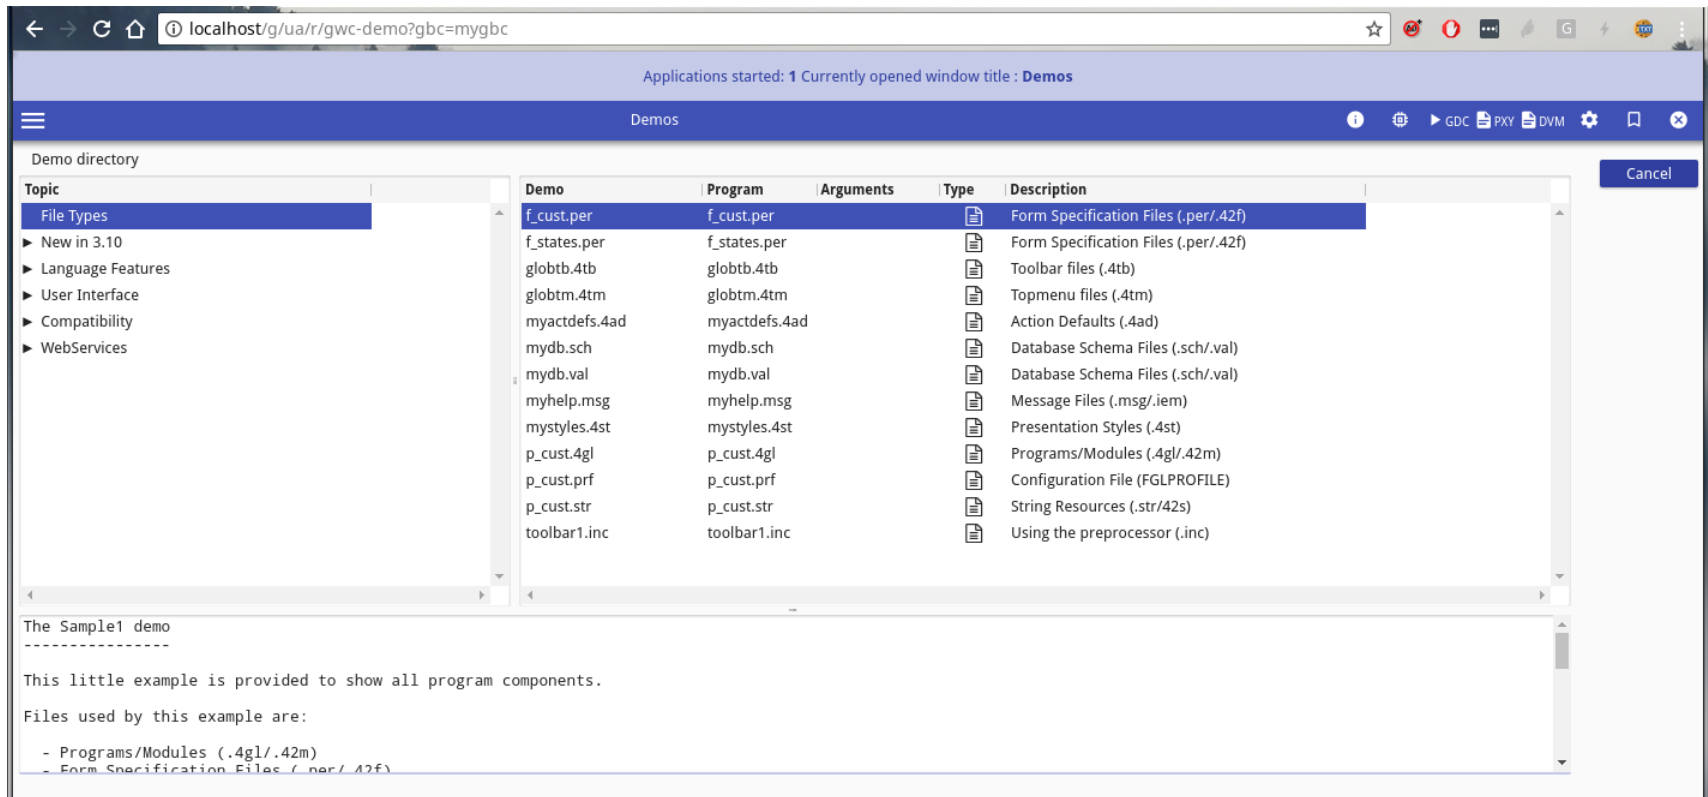 localhost/g/ua/r/gwc-demo?gbc=mygbc
Applications started: 1 Currently opened window title : Demos
Demos
GDC PXY DVM
Demo directory
Cancel
Topic
File Types
New in 3.10
Language Features
User Interface
Compatibility
WebServices
Demo Program Arguments Type Description
f_cust.per f_cust.per Form Specification Files (.per/.42f)
f_states.per f_states.per Form Specification Files (.per/.42f)
globtb.4tb globtb.4tb Toolbar files (.4tb)
globtm.4tm globtm.4tm Topmenu files (.4tm)
myactdefs.4ad myactdefs.4ad Action Defaults (.4ad)
mydb.sch mydb.sch Database Schema Files (.sch/.val)
mydb.val mydb.val Database Schema Files (.sch/.val)
myhelp.msg myhelp.msg Message Files (.msg/.iem)
mystyles.4st mystyles.4st Presentation Styles (.4st)
p_cust.4gl p_cust.4gl Programs/Modules (.4gl/.42m)
p_cust.prf p_cust.prf Configuration File (FGLPROFILE)
p_cust.str p_cust.str String Resources (.str/42s)
toolbar1.inc toolbar1.inc Using the preprocessor (.inc)
The Sample1 demo
----------------
This little example is provided to show all program components.
Files used by this example are:
- Programs/Modules (.4gl/.42m)
- Form Specification Files (.per/.42f)